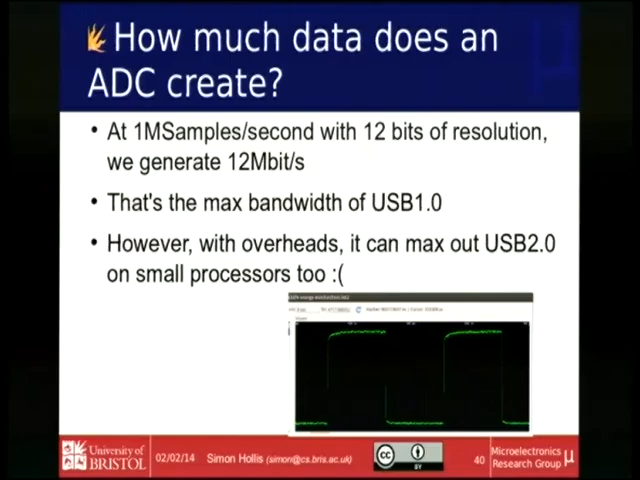 How much data does an
ADC create?
• At 1MSamples/second with 12 bits of resolution,
we generate 12Mbit/s
• That's the max bandwidth of USB1.0
• However, with overheads, it can max out USB2.0
on small processors too :(
University of
BRISTOL
02/02/14
Simon Hollis (simon@cs.bris.ac.uk)
cc
BY
40
Microelectronics
Research Group
μ